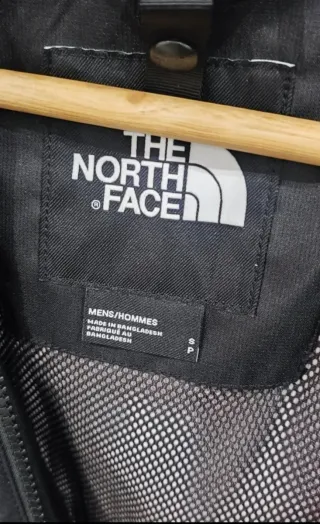 THE
NORTH
®FACE
MENS/HOMMES
MADE IN BANGLADESH
FABRIQUÉ AU
BANGLADESH
S
P